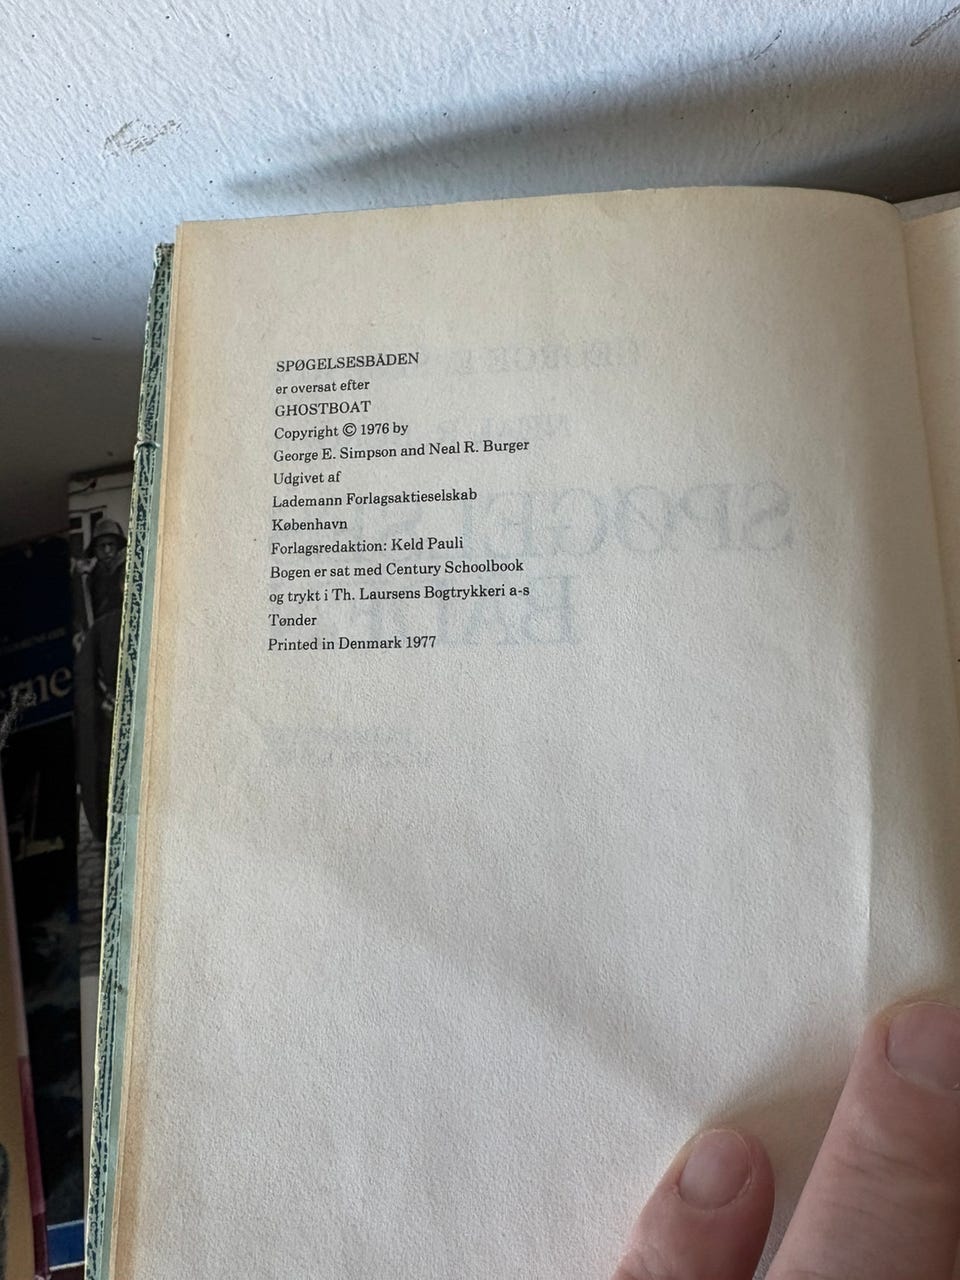 SPØGELSESBÅDEN
er oversat efter
GHOSTBOAT
Copyright © 1976 by
George E. Simpson and Neal R. Burger
Udgivet af
Lademann Forlagsaktieselskab
København
Forlagsredaktion: Keld Pauli
Bogen er sat med Century Schoolbook
og trykt i Th. Laursens Bogtrykkeri a-s
Tønder
Printed in Denmark 1977